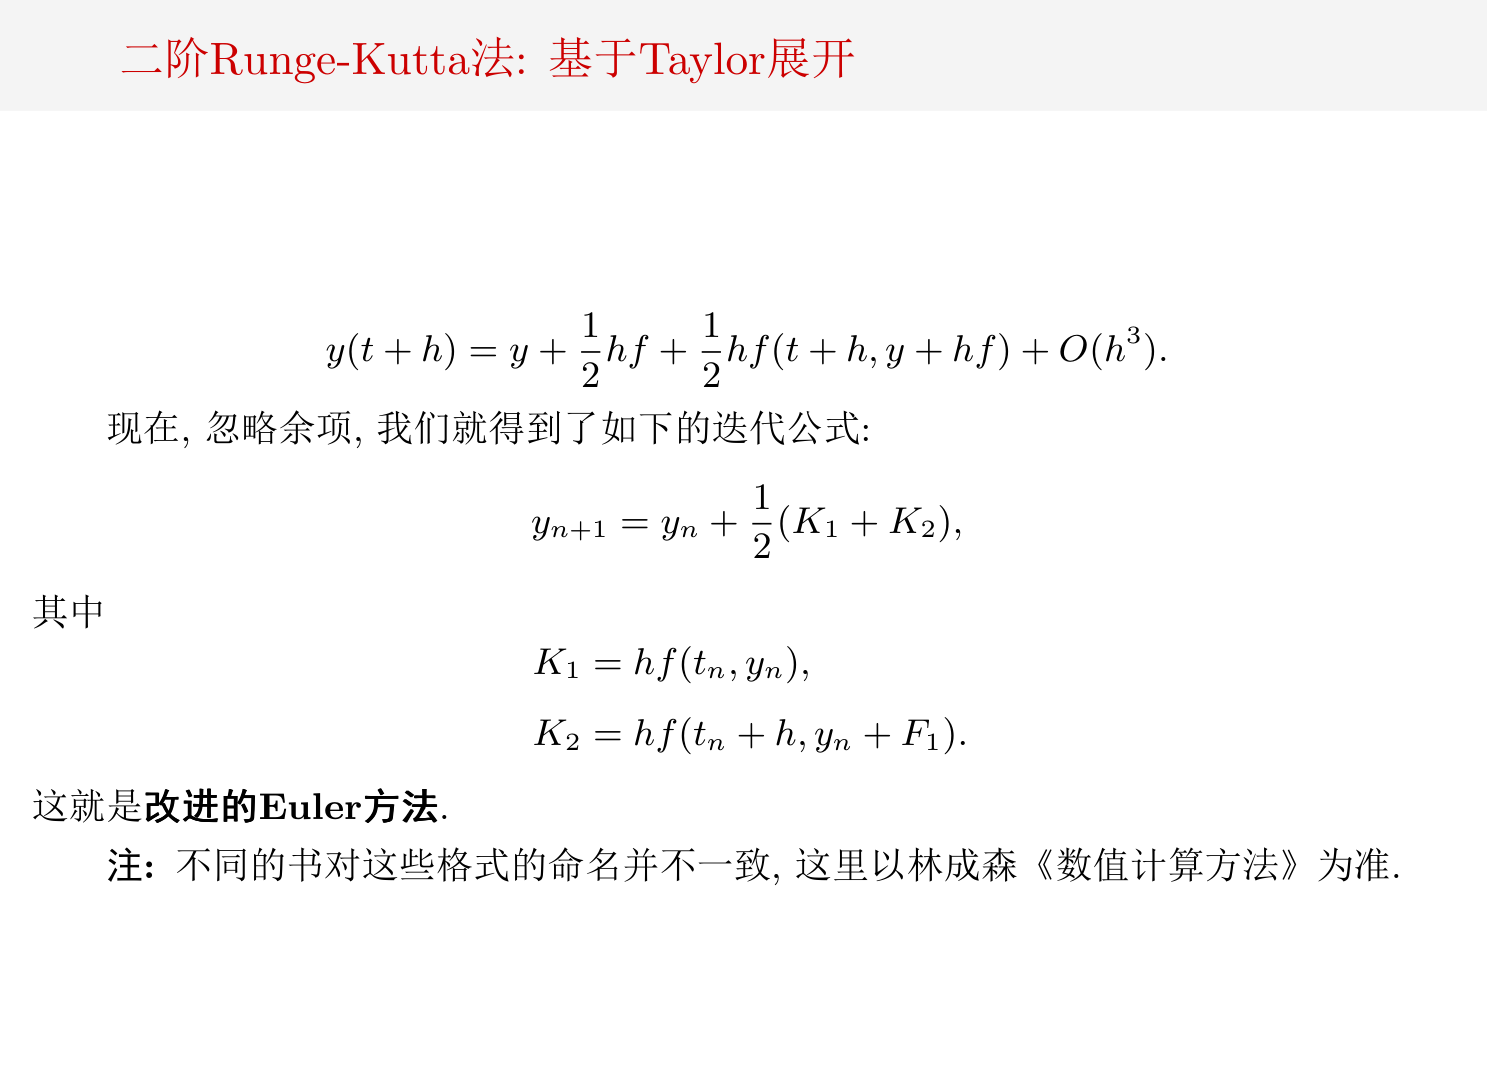 二阶Runge-Kutta法: 基于Taylor展开
$y(t+h) = y + \frac{1}{2}hf + \frac{1}{2}hf(t+h, y+hf) + O(h^3).$
现在, 忽略余项, 我们就得到了如下的迭代公式:
$y_{n+1} = y_n + \frac{1}{2}(K_1 + K_2),$
其中
$K_1 = hf(t_n, y_n),$
$K_2 = hf(t_n + h, y_n + F_1).$
这就是改进的Euler方法.
注: 不同的书对这些格式的命名并不一致, 这里以林成森《数值计算方法》为准.